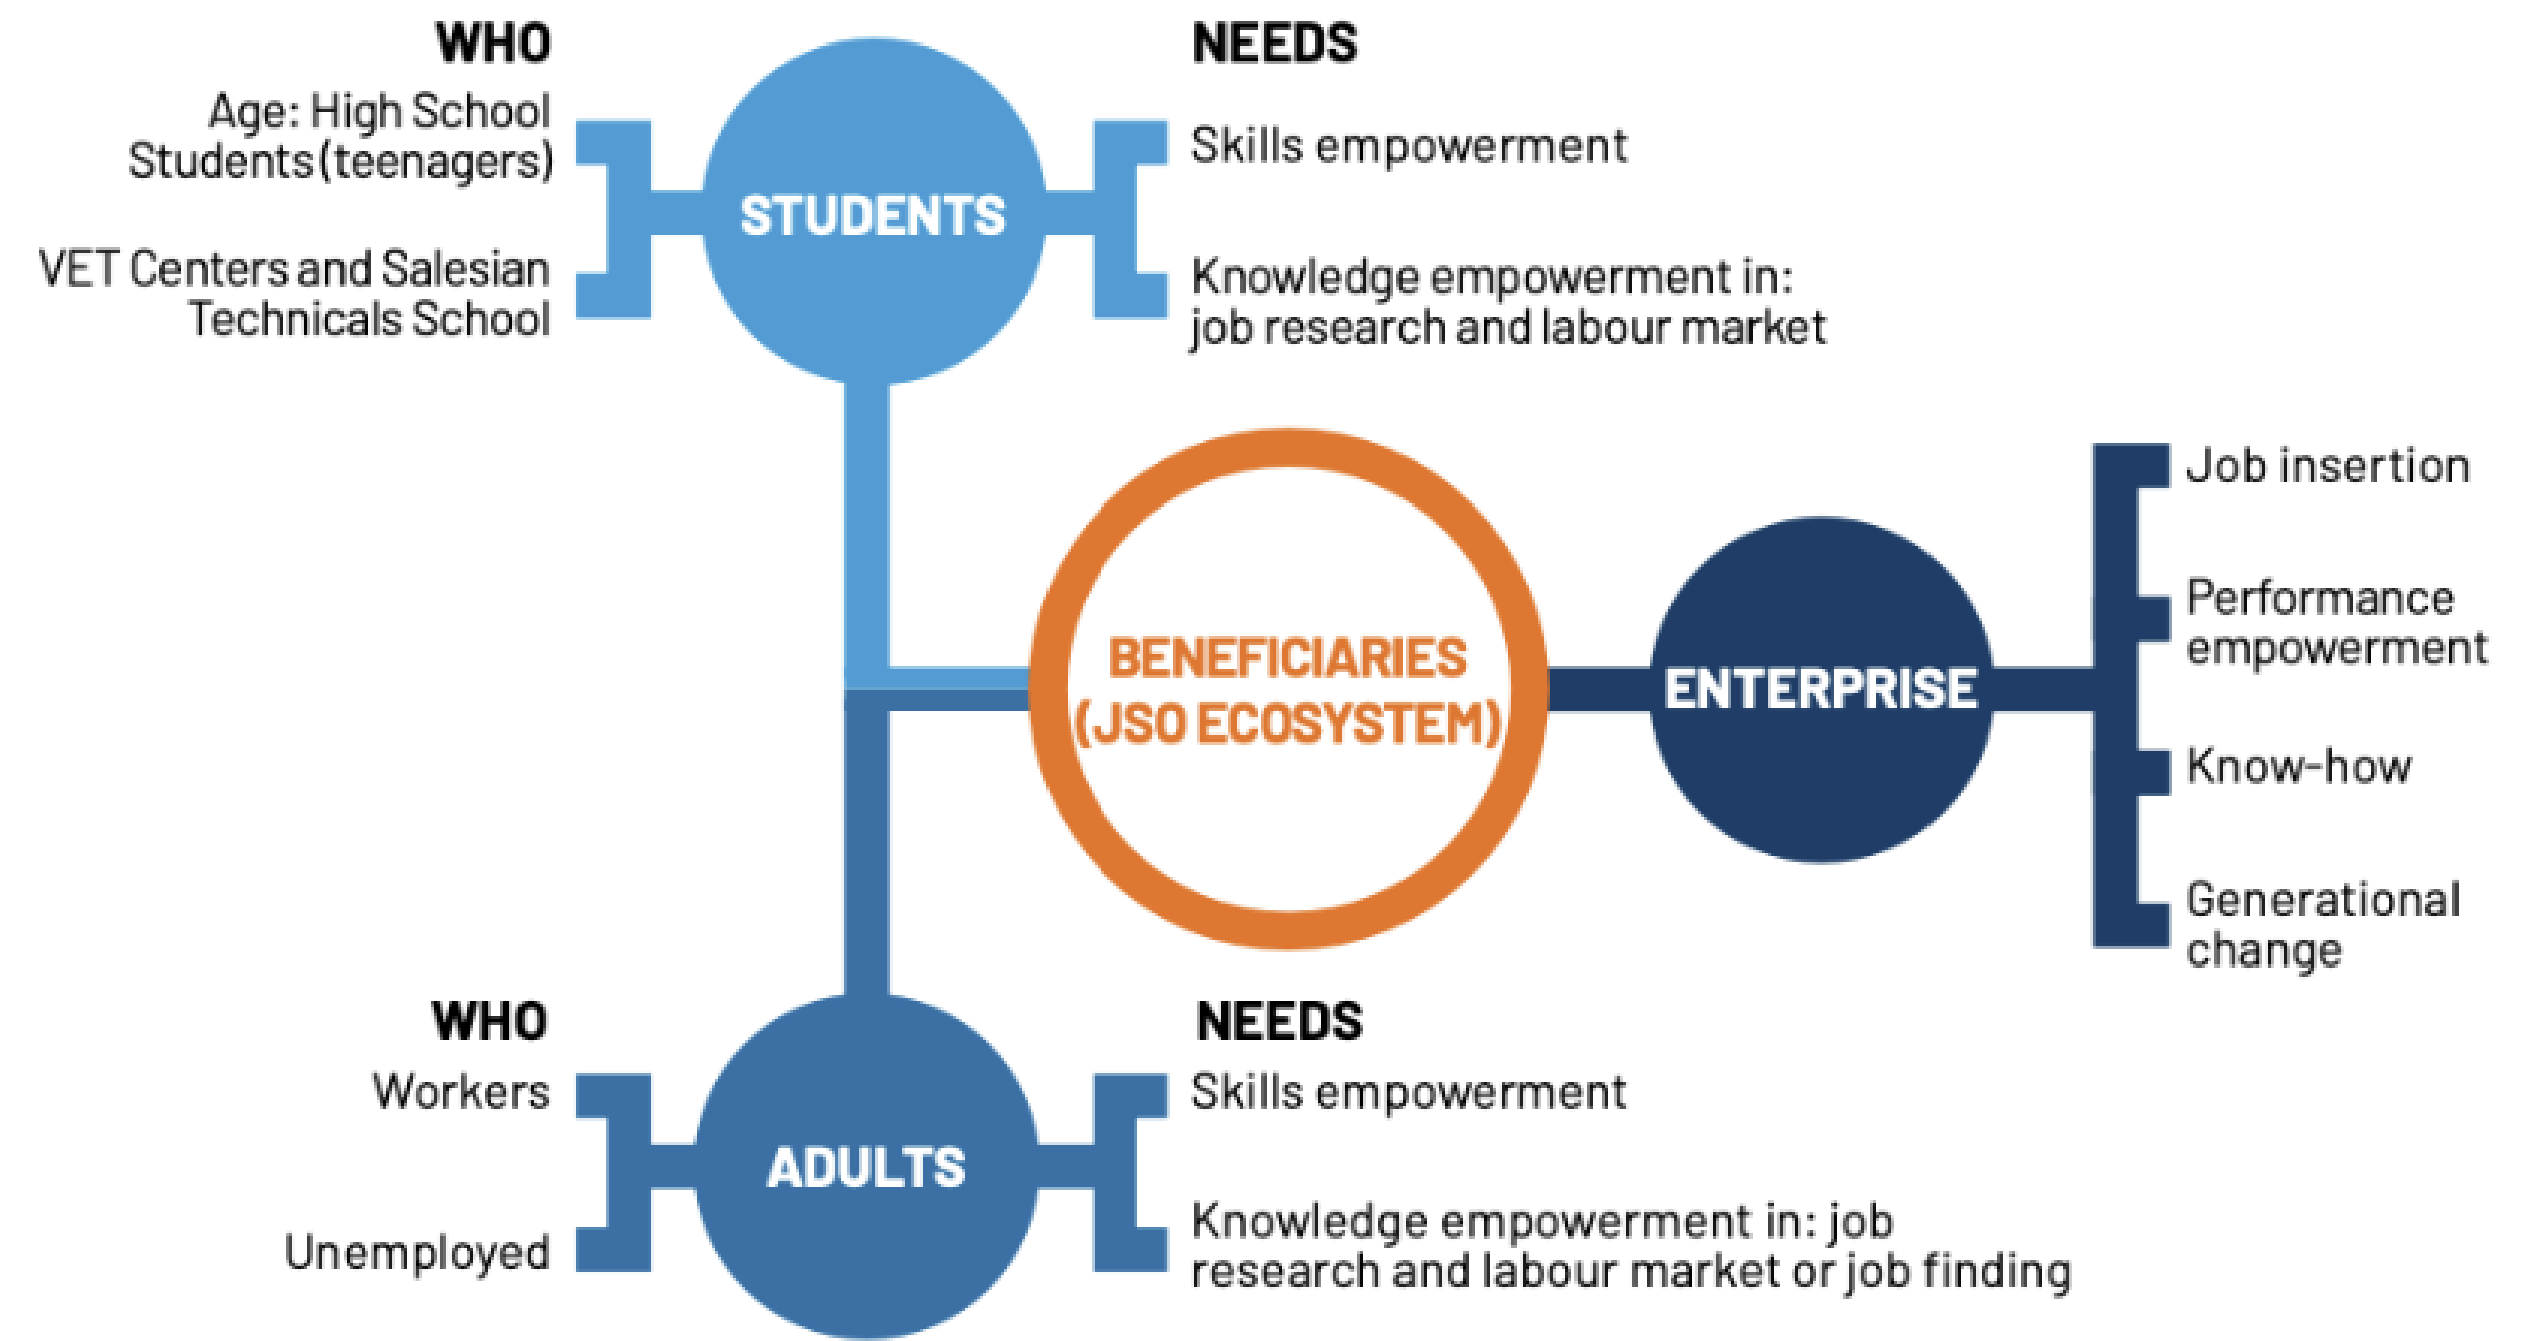 WHO
Age: High School
Students (teenagers)
VET Centers and Salesian
Technicals School
STUDENTS
NEEDS
Skills empowerment
Knowledge empowerment in:
job research and labour market
BENEFICIARIES
(JSO ECOSYSTEM)
ENTERPRISE
Job insertion
Performance
empowerment
Know-how
Generational
change
WHO
Workers
Unemployed
ADULTS
NEEDS
Skills empowerment
Knowledge empowerment in: job
research and labour market or job finding